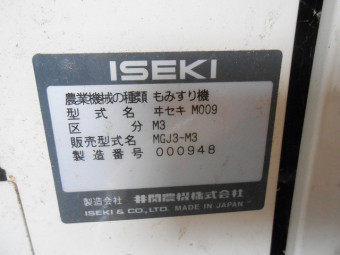 ISEKI
農業機械の種類 もみすり機
型式名 ヰセキ M009
区分 M3
販売型式名 MGJ3-M3
製造番号 000948
製造会社 井関農機株式会社
ISEKI & CO., LTD. MADE IN JAPAN